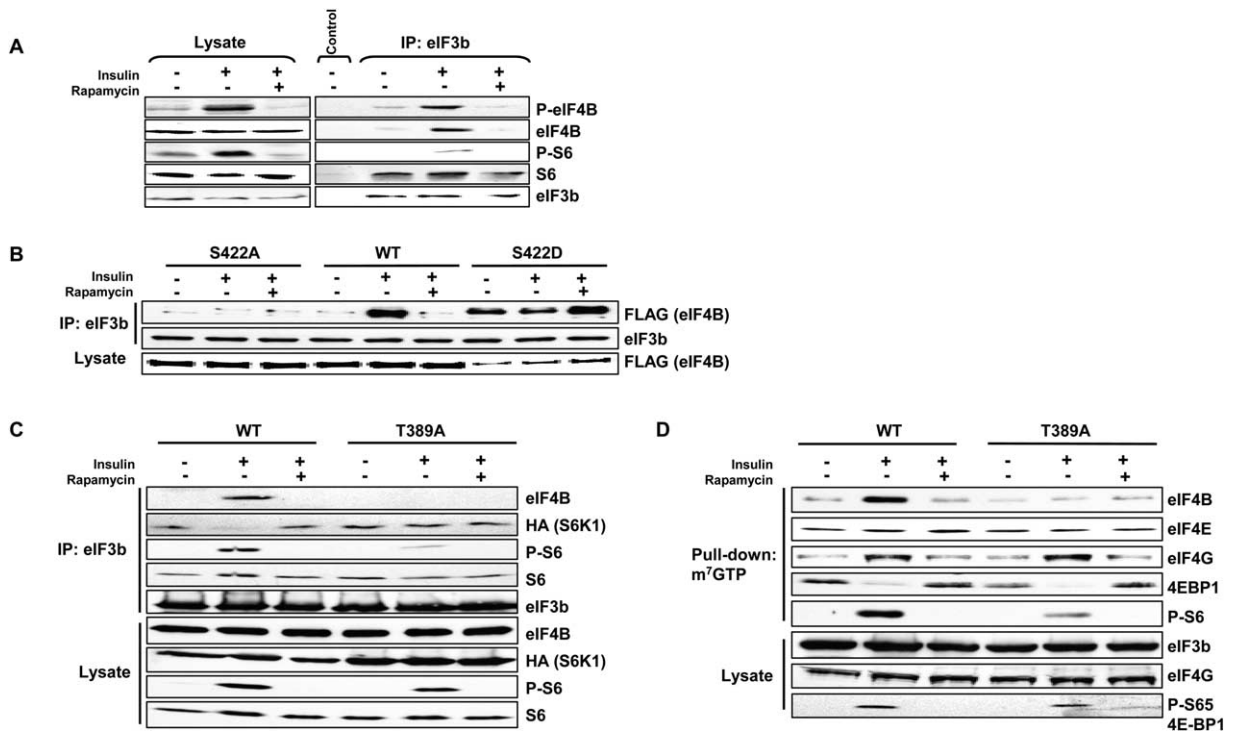 A
Lysate
Control
IP: eIF3b
Insulin - + + - - + +
Rapamycin - - + - - - +
P-eIF4B
eIF4B
P-S6
S6
eIF3b
B
S422A WT S422D
Insulin - + + - + + - + +
Rapamycin - - + - - + - - +
IP: eIF3b
FLAG (eIF4B)
eIF3b
Lysate
FLAG (eIF4B)
C
WT T389A
Insulin - + + - + +
Rapamycin - - + - - +
IP: eIF3b
eIF4B
HA (S6K1)
P-S6
S6
eIF3b
Lysate
eIF4B
HA (S6K1)
P-S6
S6
D
WT T389A
Insulin - + + - + +
Rapamycin - - + - - +
Pull-down:
m⁷GTP
eIF4B
eIF4E
eIF4G
4EBP1
P-S6
Lysate
eIF3b
eIF4G
P-S65
4E-BP1